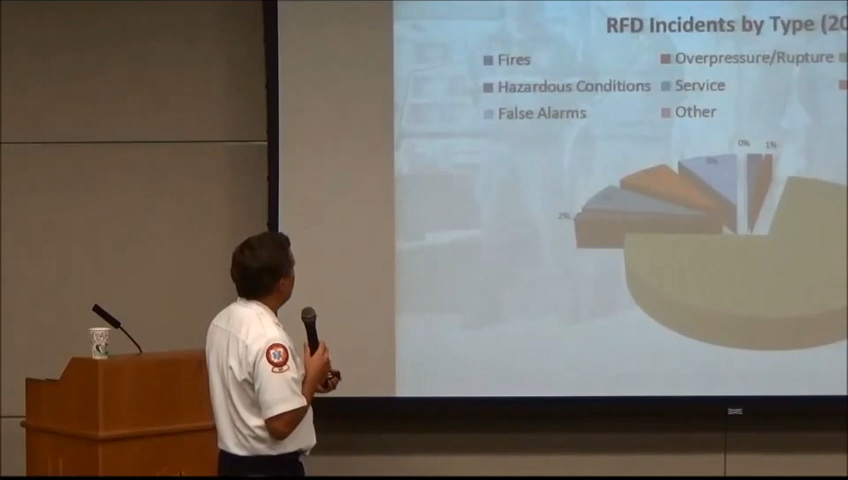 RFD Incidents by Type (20
Fires
Overpressure/Rupture
Hazardous Conditions
Service
False Alarms
Other
0%
1%
2%